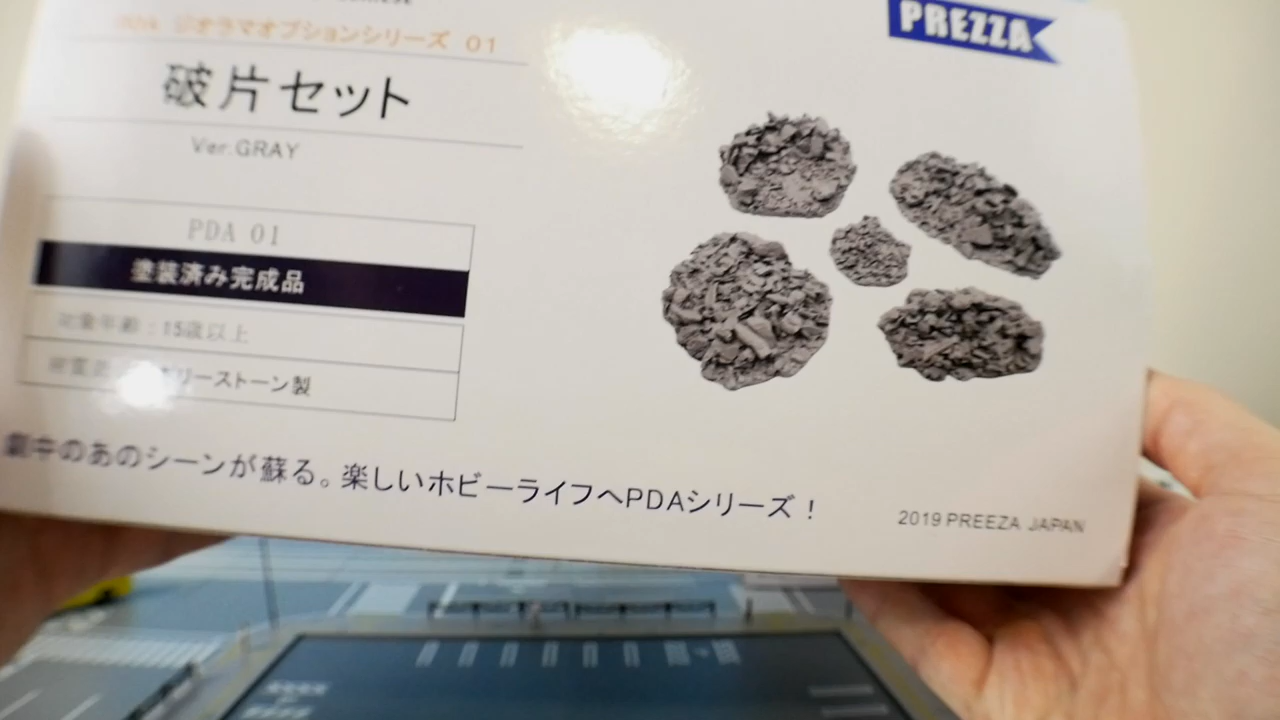 PREZZA
ジオラマオプションシリーズ 01
破片セット
Ver.GRAY
PDA 01
塗装済み完成品
対象年齢：15歳以上
ポリーストーン製
劇中のあのシーンが蘇る。楽しいホビーライフへPDAシリーズ！
2019 PREEZA JAPAN